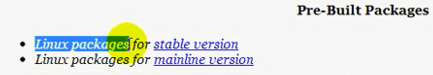 Pre-Built Packages
Linux packages for stable version
Linux packages for mainline version